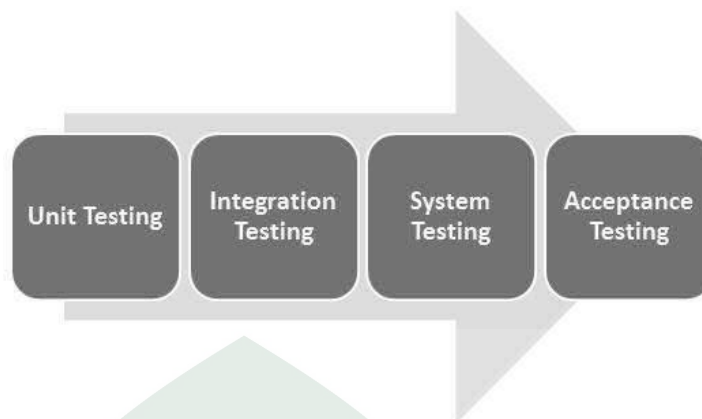 Unit Testing
Integration
Testing
System
Testing
Acceptance
Testing